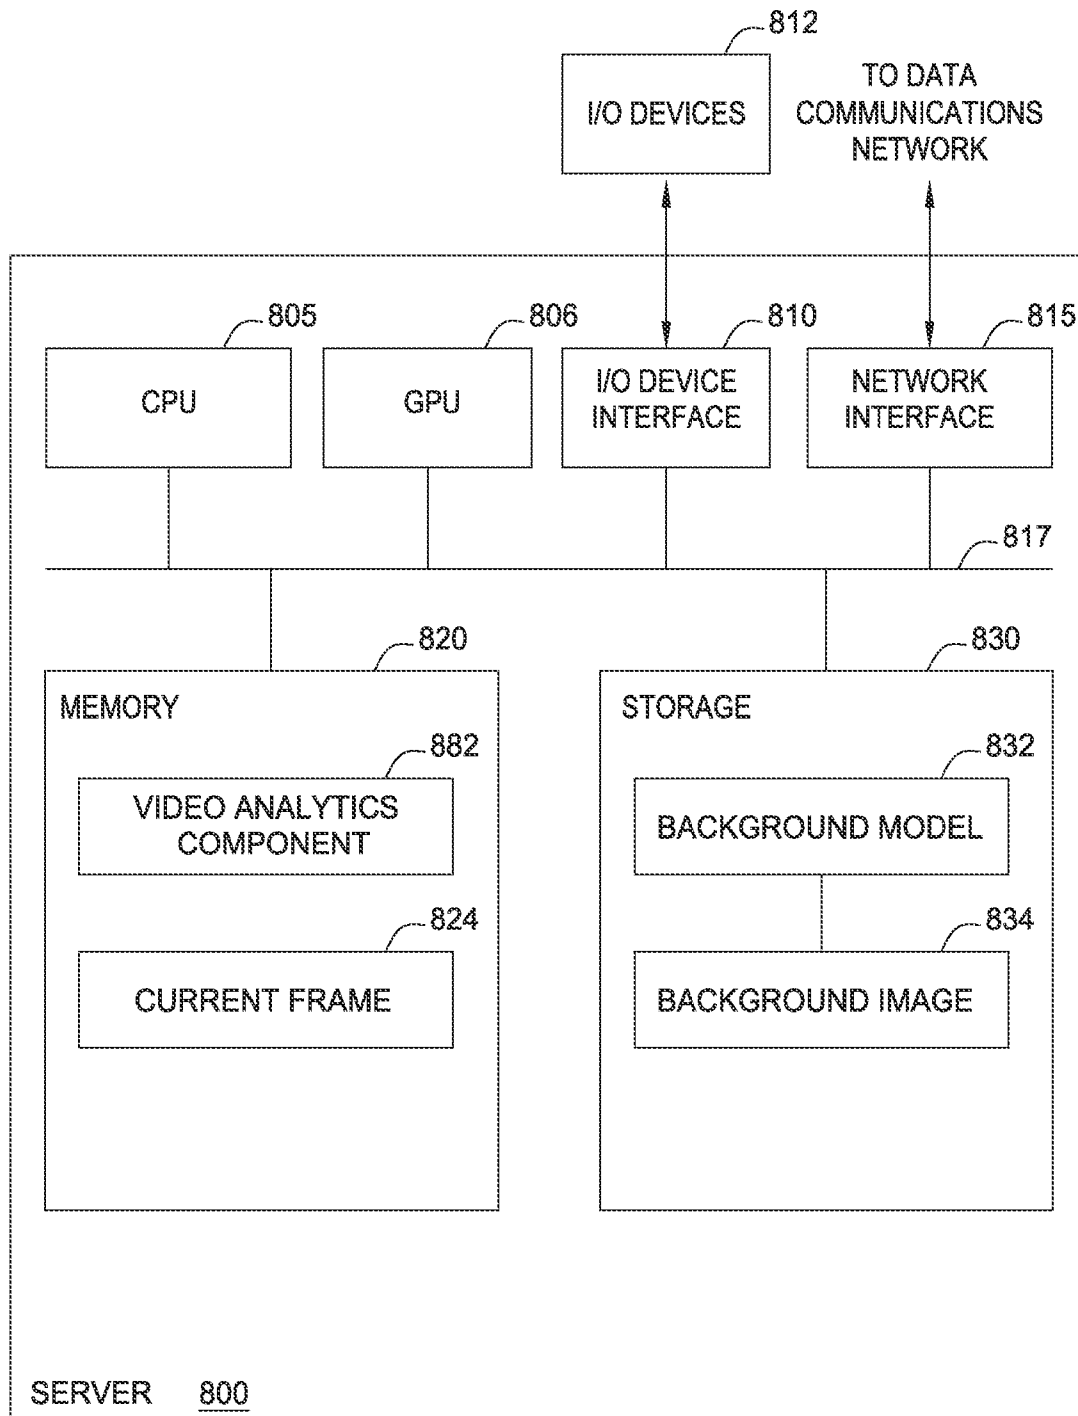 812
I/O DEVICES
TO DATA
COMMUNICATIONS
NETWORK
805
806
810
815
CPU
GPU
I/O DEVICE
INTERFACE
NETWORK
INTERFACE
817
820
830
MEMORY
STORAGE
882
832
VIDEO ANALYTICS
COMPONENT
BACKGROUND MODEL
824
834
CURRENT FRAME
BACKGROUND IMAGE
SERVER 800